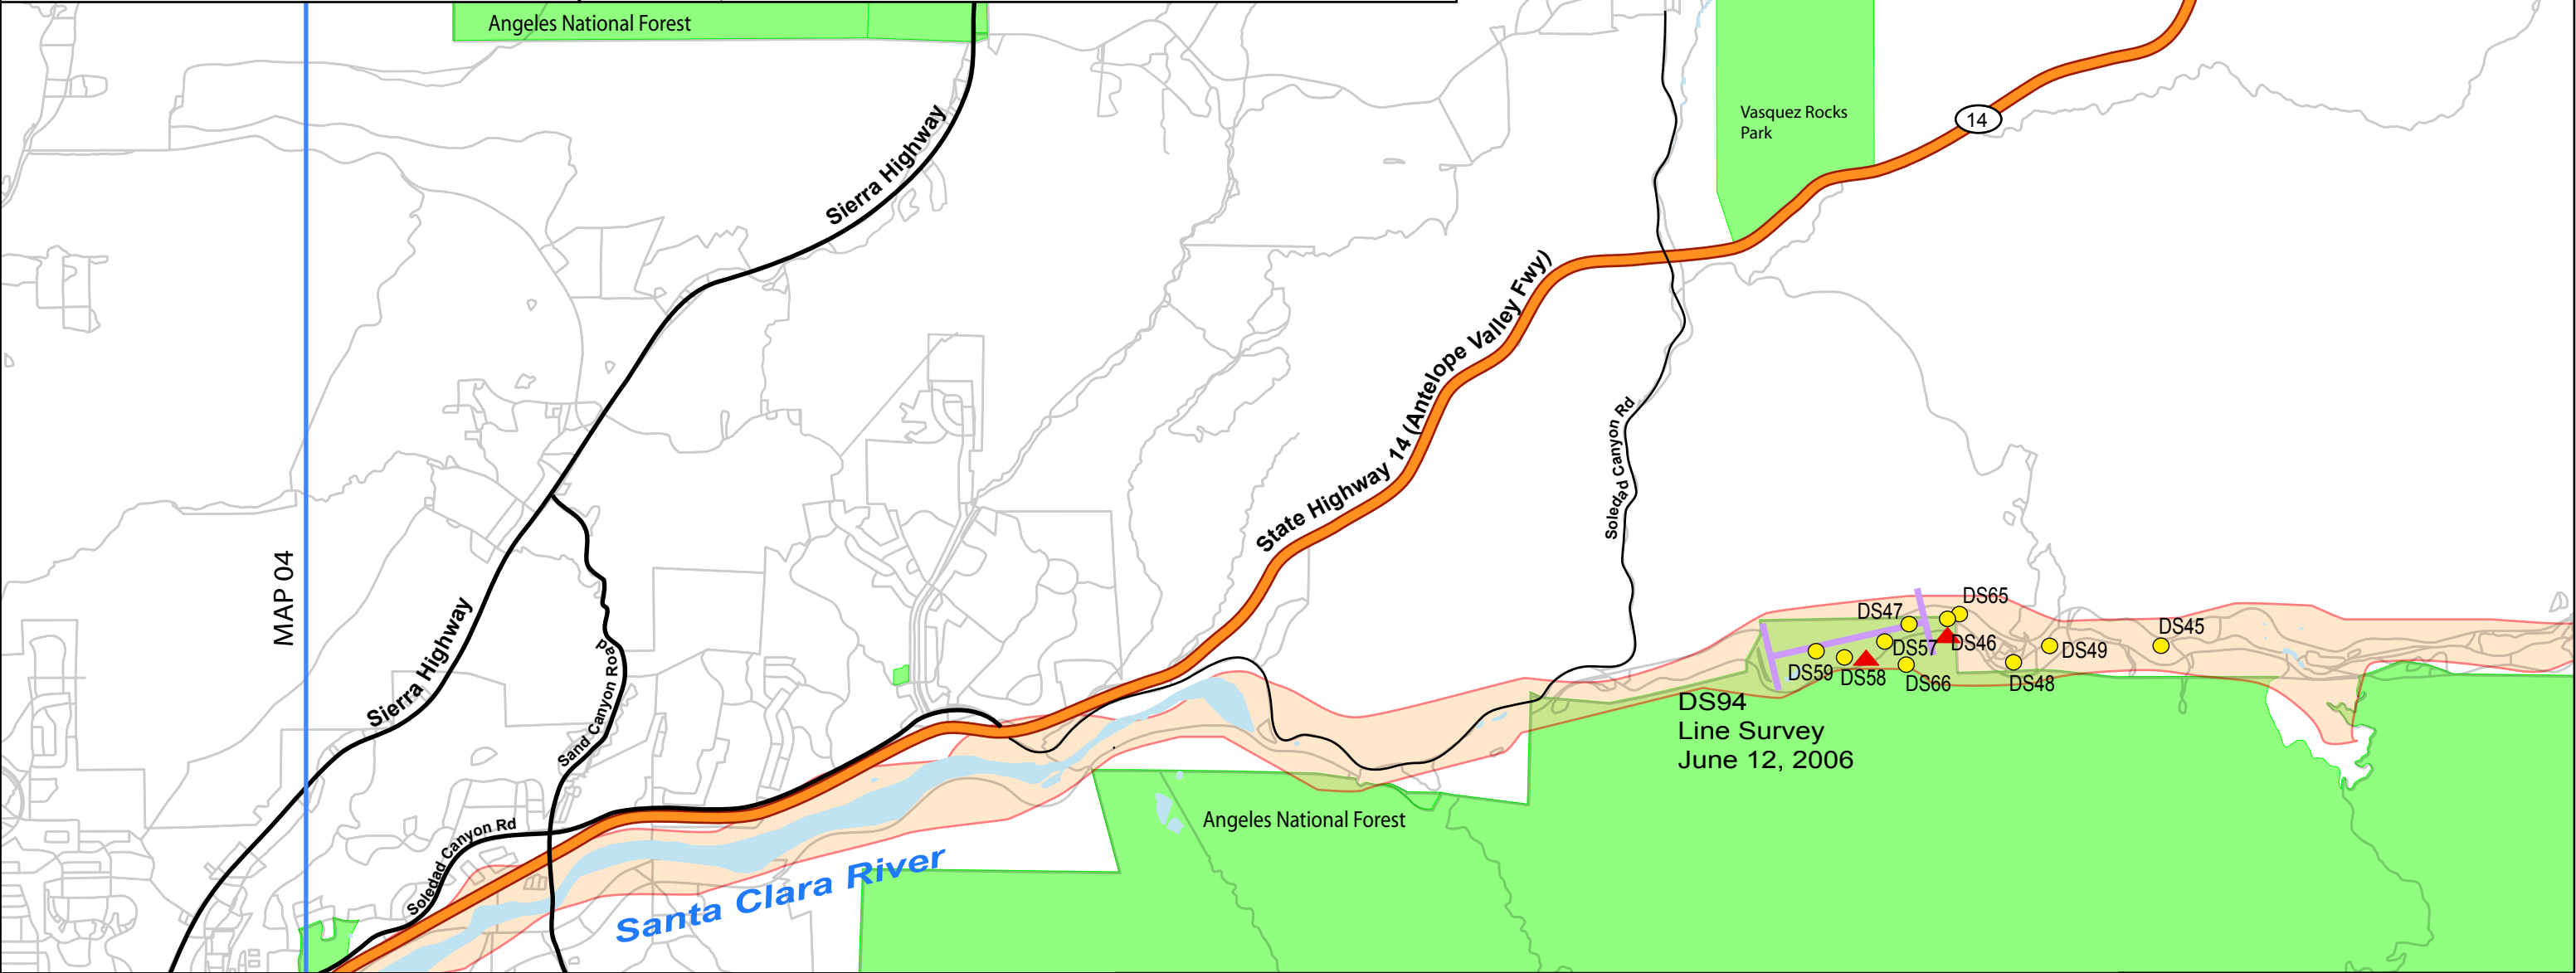 Angeles National Forest
Sierra Highway
Vasquez Rocks
Park
14
State Highway 14 (Antelope Valley Fwy)
Soledad Canyon Rd
MAP 04
Sierra Highway
Sand Canyon Road
Soledad Canyon Rd
Santa Clara River
Angeles National Forest
DS65
DS47
DS46
DS57
DS59
DS58
DS66
DS49
DS48
DS45
DS94
Line Survey
June 12, 2006